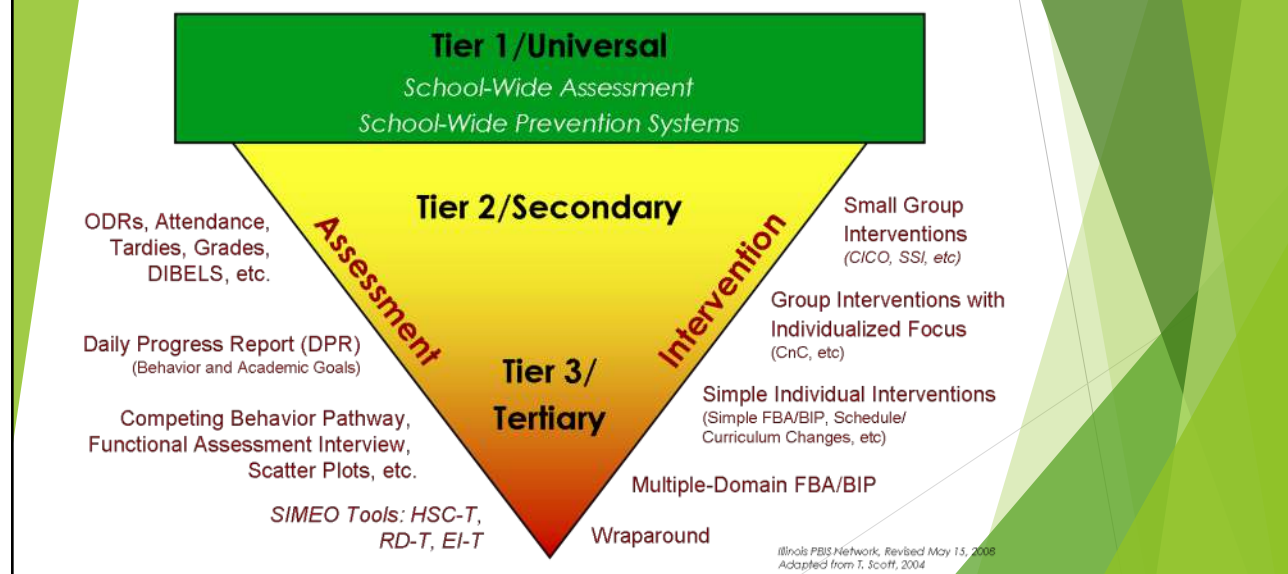 Tier 1/Universal
School-Wide Assessment
School-Wide Prevention Systems
Tier 2/Secondary
Assessment
Intervention
ODRs, Attendance,
Tardies, Grades,
DIBELS, etc.
Daily Progress Report (DPR)
(Behavior and Academic Goals)
Competing Behavior Pathway,
Functional Assessment Interview,
Scatter Plots, etc.
SIMEO Tools: HSC-T,
RD-T, EI-T
Tier 3/
Tertiary
Small Group
Interventions
(CICO, SSI, etc)
Group Interventions with
Individualized Focus
(CnC, etc)
Simple Individual Interventions
(Simple FBA/BIP, Schedule/
Curriculum Changes, etc)
Multiple-Domain FBA/BIP
Wraparound
Illinois PBIS Network, Revised May 15, 2008
Adapted from T. Scott, 2004